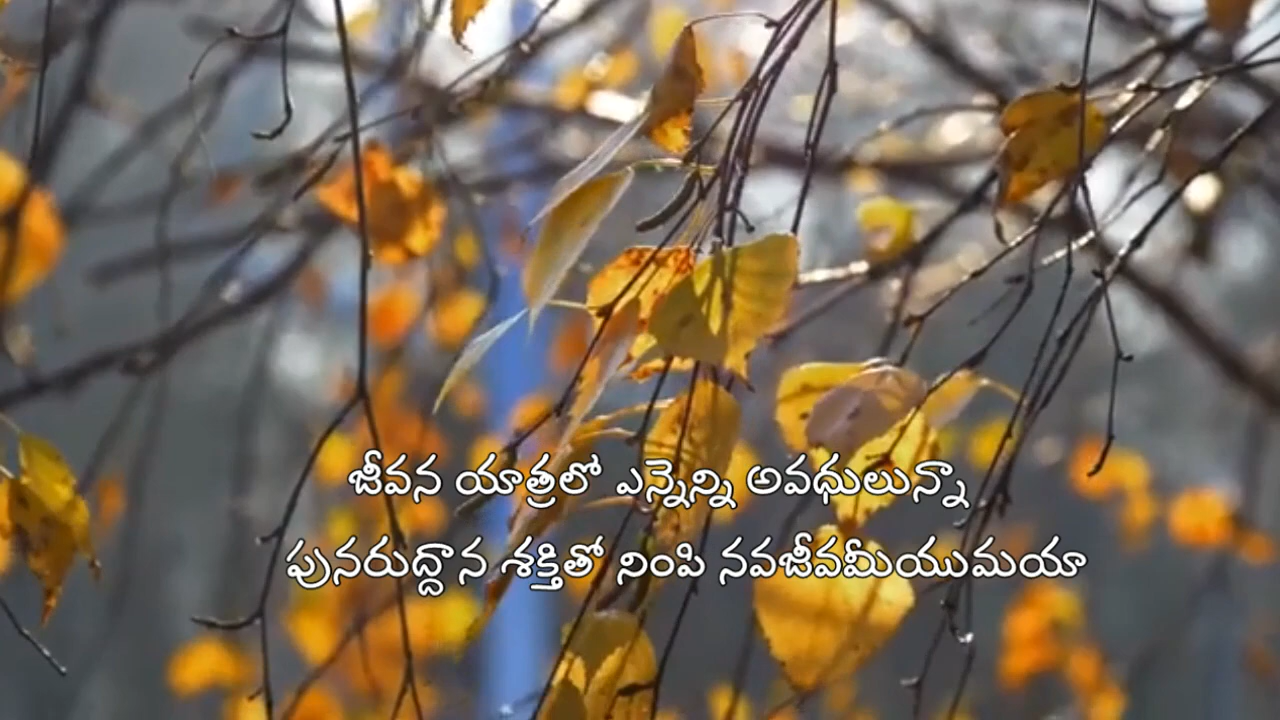 జీవన యాత్రలో ఎన్నెన్ని అవధులున్నా
పునరుద్దాన శక్తితో నింపి నవజీవమీయుమయా